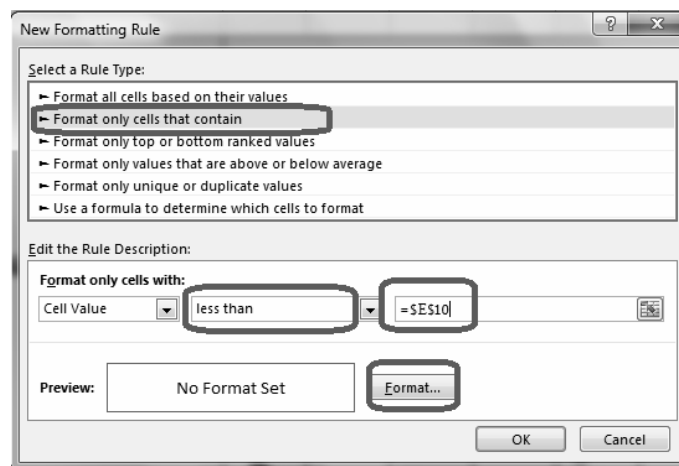 New Formatting Rule
? X
Select a Rule Type:
► Format all cells based on their values
► Format only cells that contain
► Format only top or bottom ranked values
► Format only values that are above or below average
► Format only unique or duplicate values
► Use a formula to determine which cells to format
Edit the Rule Description:
Format only cells with:
Cell Value less than =$E$10
Preview: No Format Set Format...
OK Cancel